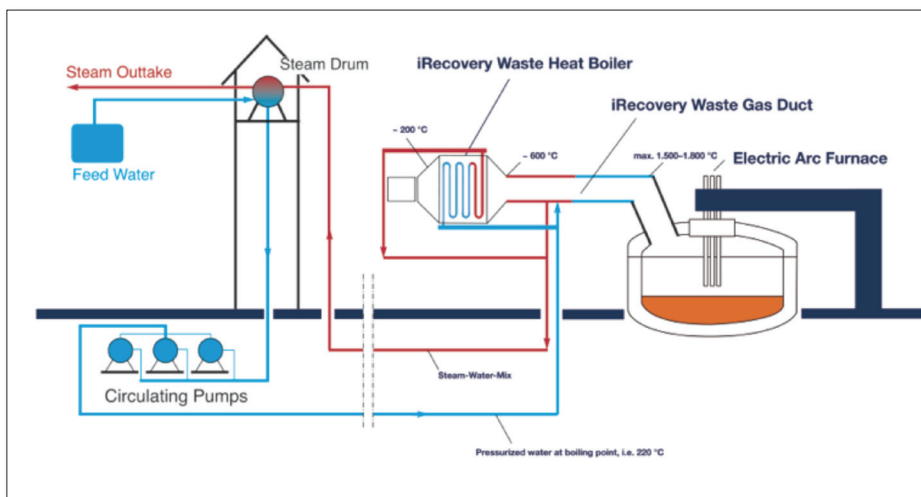 iRecovery Waste Heat Boiler
Steam Drum
Steam Outtake
iRecovery Waste Gas Duct
~ 200 °C
~ 600 °C
max. 1.500–1.800 °C
Electric Arc Furnace
Feed Water
Steam-Water-Mix
Circulating Pumps
Pressurized water at boiling point, i.e. 220 °C